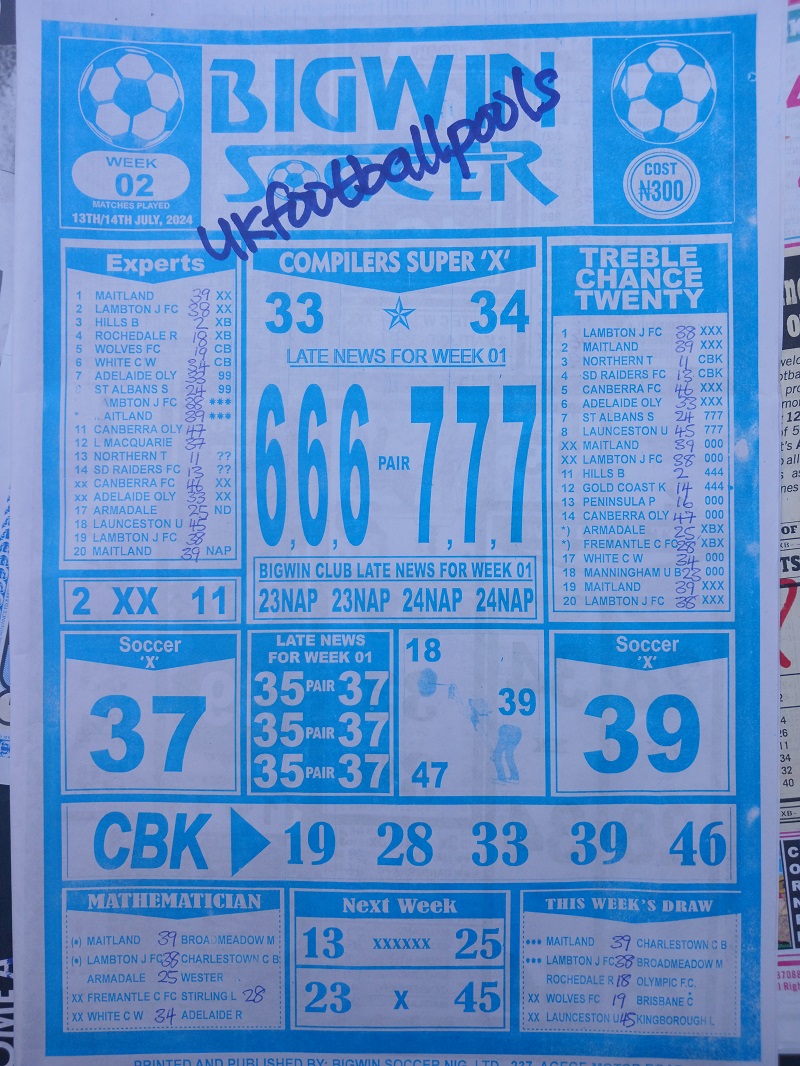 BIGWIN
SOCCER
ukfootballpools
WEEK
02
MATCHES PLAYED
13TH/14TH JULY, 2024
COST
₦300
Experts
1 MAITLAND 39 XX
2 LAMBTON J FC 38 XX
3 HILLS B 2 XB
4 ROCHEDALE R 18 XB
5 WOLVES FC 19 CB
6 WHITE C W 34 CB
7 ADELAIDE OLY 33 99
ST ALBANS S 24 99
AMBTON J FC 38 ***
* AITLAND 39 ***
11 CANBERRA OLY 47
12 L MACQUARIE 37
13 NORTHERN T 11 ??
14 SD RAIDERS FC 13 ??
xx CANBERRA FC 46 XX
xx ADELAIDE OLY 33 XX
17 ARMADALE 25 ND
18 LAUNCESTON U 45
19 LAMBTON J FC 38
20 MAITLAND 39 NAP
2 XX 11
COMPILERS SUPER 'X'
33 34
LATE NEWS FOR WEEK 01
6,6,6 PAIR 7,7,7
BIGWIN CLUB LATE NEWS FOR WEEK 01
23NAP 23NAP 24NAP 24NAP
TREBLE
CHANCE
TWENTY
1 LAMBTON J FC 38 XXX
2 MAITLAND 39 XXX
3 NORTHERN T 11 CBK
4 SD RAIDERS FC 13 CBK
5 CANBERRA FC 46 XXX
6 ADELAIDE OLY 33 XXX
7 ST ALBANS S 24 777
8 LAUNCESTON U 45 777
XX MAITLAND 39 000
XX LAMBTON J FC 38 000
11 HILLS B 2 444
12 GOLD COAST K 14 444
13 PENINSULA P 16 000
14 CANBERRA OLY 47 000
*) ARMADALE 25 XBX
*) FREMANTLE C FC 28 XBX
17 WHITE C W 34 000
18 MANNINGHAM U B 23 000
19 MAITLAND 39 XXX
20 LAMBTON J FC 38 XXX
Soccer
'X'
37
LATE NEWS
FOR WEEK 01
35 PAIR 37
35 PAIR 37
35 PAIR 37
18
39
47
Soccer
'X'
39
CBK 19 28 33 39 46
MATHEMATICIAN
(•) MAITLAND 39 BROADMEADOW M
(•) LAMBTON J FC 38 CHARLESTOWN C B
ARMADALE 25 WESTER
XX FREMANTLE C FC STIRLING L 28
XX WHITE C W 34 ADELAIDE R
Next Week
13 XXXXXX 25
23 X 45
THIS WEEK'S DRAW
*** MAITLAND 39 CHARLESTOWN C B
*** LAMBTON J FC 38 BROADMEADOW M
ROCHEDALE R 18 OLYMPIC F.C.
XX WOLVES FC 19 BRISBANE C
XX LAUNCESTON U 45 KINGBOROUGH L
PRINTED AND PUBLISHED BY: BIGWIN SOCCER NIG. LTD. 237,